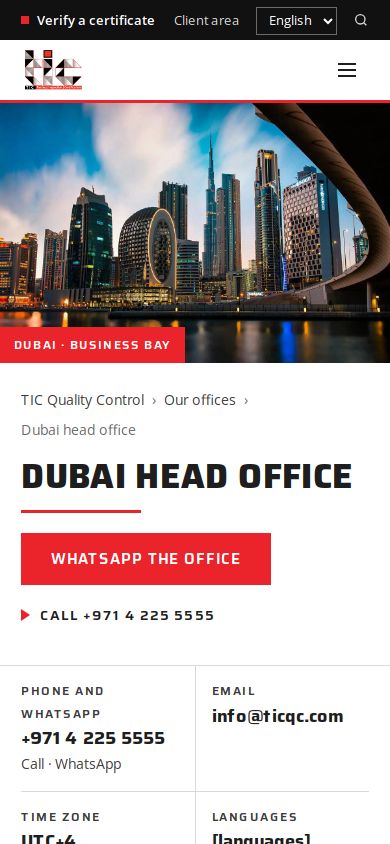 Verify a certificate Client area English
TIC
DUBAI · BUSINESS BAY
TIC Quality Control › Our offices ›
Dubai head office
DUBAI HEAD OFFICE
WHATSAPP THE OFFICE
CALL +971 4 225 5555
PHONE AND
WHATSAPP
+971 4 225 5555
Call · WhatsApp
EMAIL
info@ticqc.com
TIME ZONE
UTC+4
LANGUAGES
[languages]